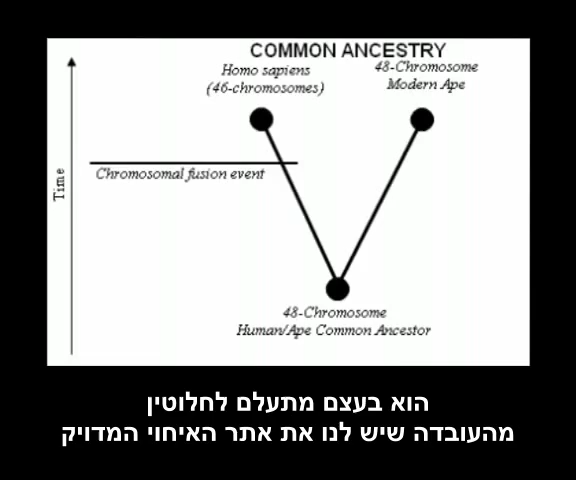 COMMON ANCESTRY
Homo sapiens
(46-chromosomes)
48-Chromosome
Modern Ape
Chromosomal fusion event
Time
48-Chromosome
Human/Ape Common Ancestor
הוא בעצם מתעלם לחלוטין
מהעובדה שיש לנו את אתר האיחוי המדויק